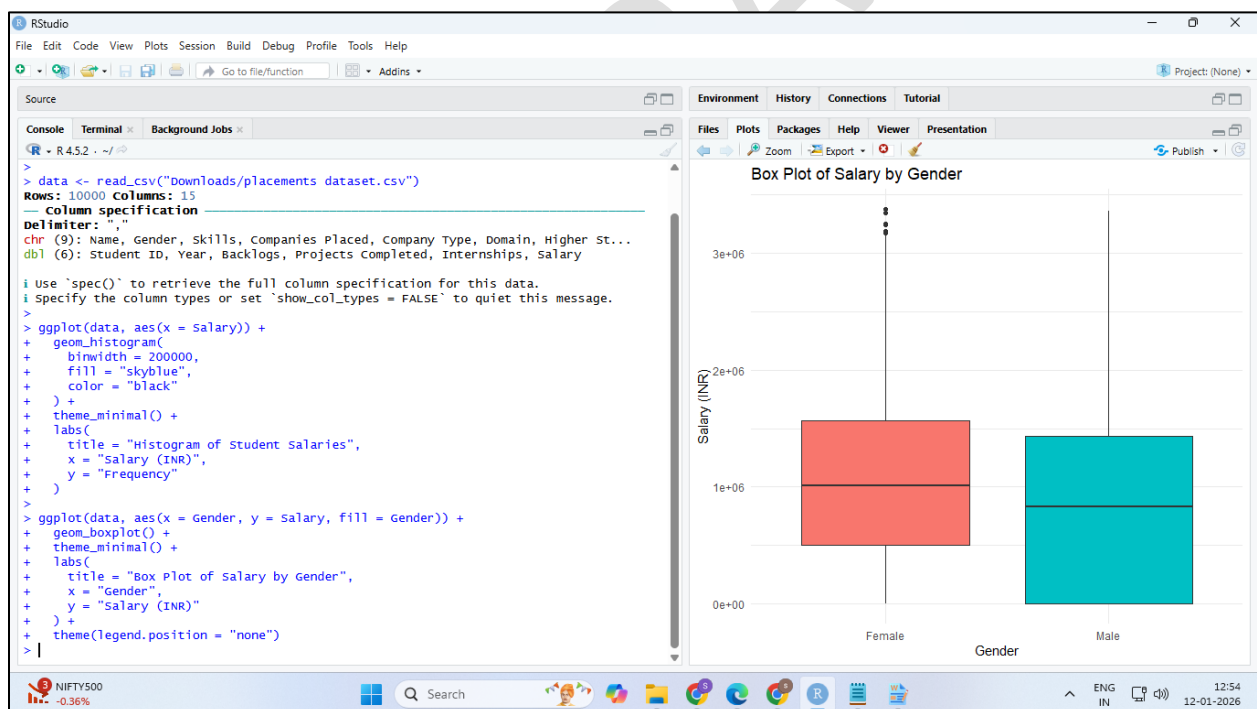 RStudio
File Edit Code View Plots Session Build Debug Profile Tools Help
Go to file/function
Addins
Project: (None)
Source
Console Terminal Background Jobs
R 4.5.2 · ~/
>
> data <- read_csv("Downloads/placements dataset.csv")
Rows: 10000 Columns: 15
── Column specification ──
Delimiter: ","
chr (9): Name, Gender, Skills, Companies Placed, Company Type, Domain, Higher St...
dbl (6): Student ID, Year, Backlogs, Projects Completed, Internships, Salary
ℹ Use `spec()` to retrieve the full column specification for this data.
ℹ Specify the column types or set `show_col_types = FALSE` to quiet this message.
>
> ggplot(data, aes(x = Salary)) +
+   geom_histogram(
+     binwidth = 200000,
+     fill = "skyblue",
+     color = "black"
+   ) +
+   theme_minimal() +
+   labs(
+     title = "Histogram of Student Salaries",
+     x = "Salary (INR)",
+     y = "Frequency"
+   )
>
> ggplot(data, aes(x = Gender, y = Salary, fill = Gender)) +
+   geom_boxplot() +
+   theme_minimal() +
+   labs(
+     title = "Box Plot of Salary by Gender",
+     x = "Gender",
+     y = "Salary (INR)"
+   ) +
+   theme(legend.position = "none")
>
Environment History Connections Tutorial
Files Plots Packages Help Viewer Presentation
Zoom Export Publish
Box Plot of Salary by Gender
3e+06
2e+06
1e+06
0e+00
Salary (INR)
Female Male
Gender
3
NIFTY500
-0.36%
Search
ENG
IN
12:54
12-01-2026